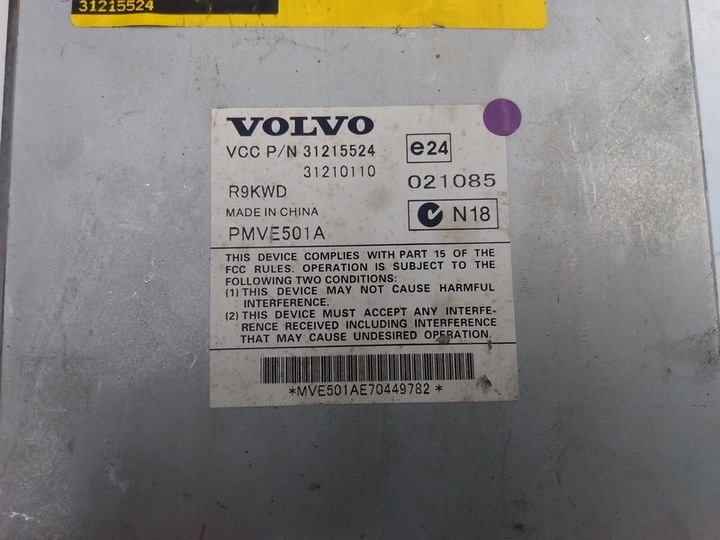 31215524
VOLVO
VCC P/N 31215524
31210110
e24
R9KWD
021085
MADE IN CHINA
N18
PMVE501A
THIS DEVICE COMPLIES WITH PART 15 OF THE
FCC RULES. OPERATION IS SUBJECT TO THE
FOLLOWING TWO CONDITIONS:
(1) THIS DEVICE MAY NOT CAUSE HARMFUL
INTERFERENCE.
(2) THIS DEVICE MUST ACCEPT ANY INTERFE-
RENCE RECEIVED INCLUDING INTERFERENCE
THAT MAY CAUSE UNDESIRED OPERATION.
*MVE501AE70449782*